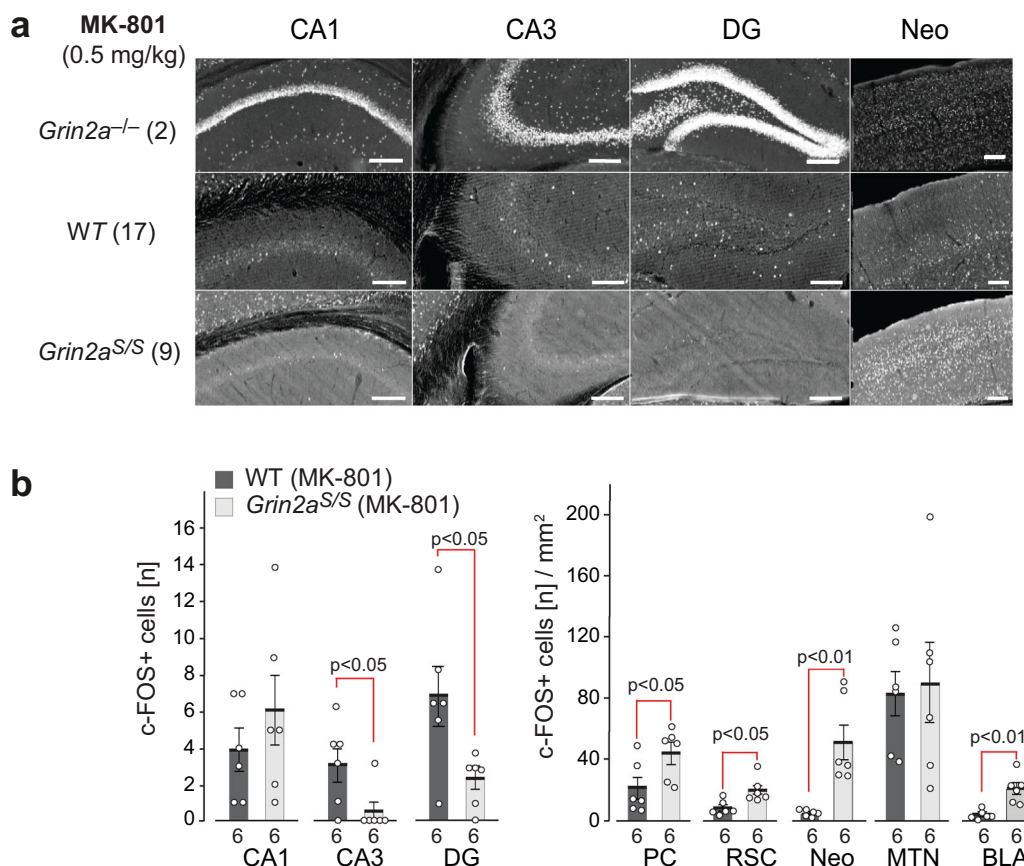 a
MK-801
(0.5 mg/kg)
CA1 CA3 DG Neo
Grin2a–/– (2)
WT (17)
Grin2aS/S (9)
b
WT (MK-801)
Grin2aS/S (MK-801)
c-FOS+ cells [n]
16
14
12
10
8
6
4
2
0
p<0.05
p<0.05
6 6 6 6 6 6
CA1 CA3 DG
c-FOS+ cells [n] / mm2
200
160
120
80
40
0
p<0.05
p<0.05
p<0.01
p<0.01
6 6 6 6 6 6 6 6 6 6
PC RSC Neo MTN BLA